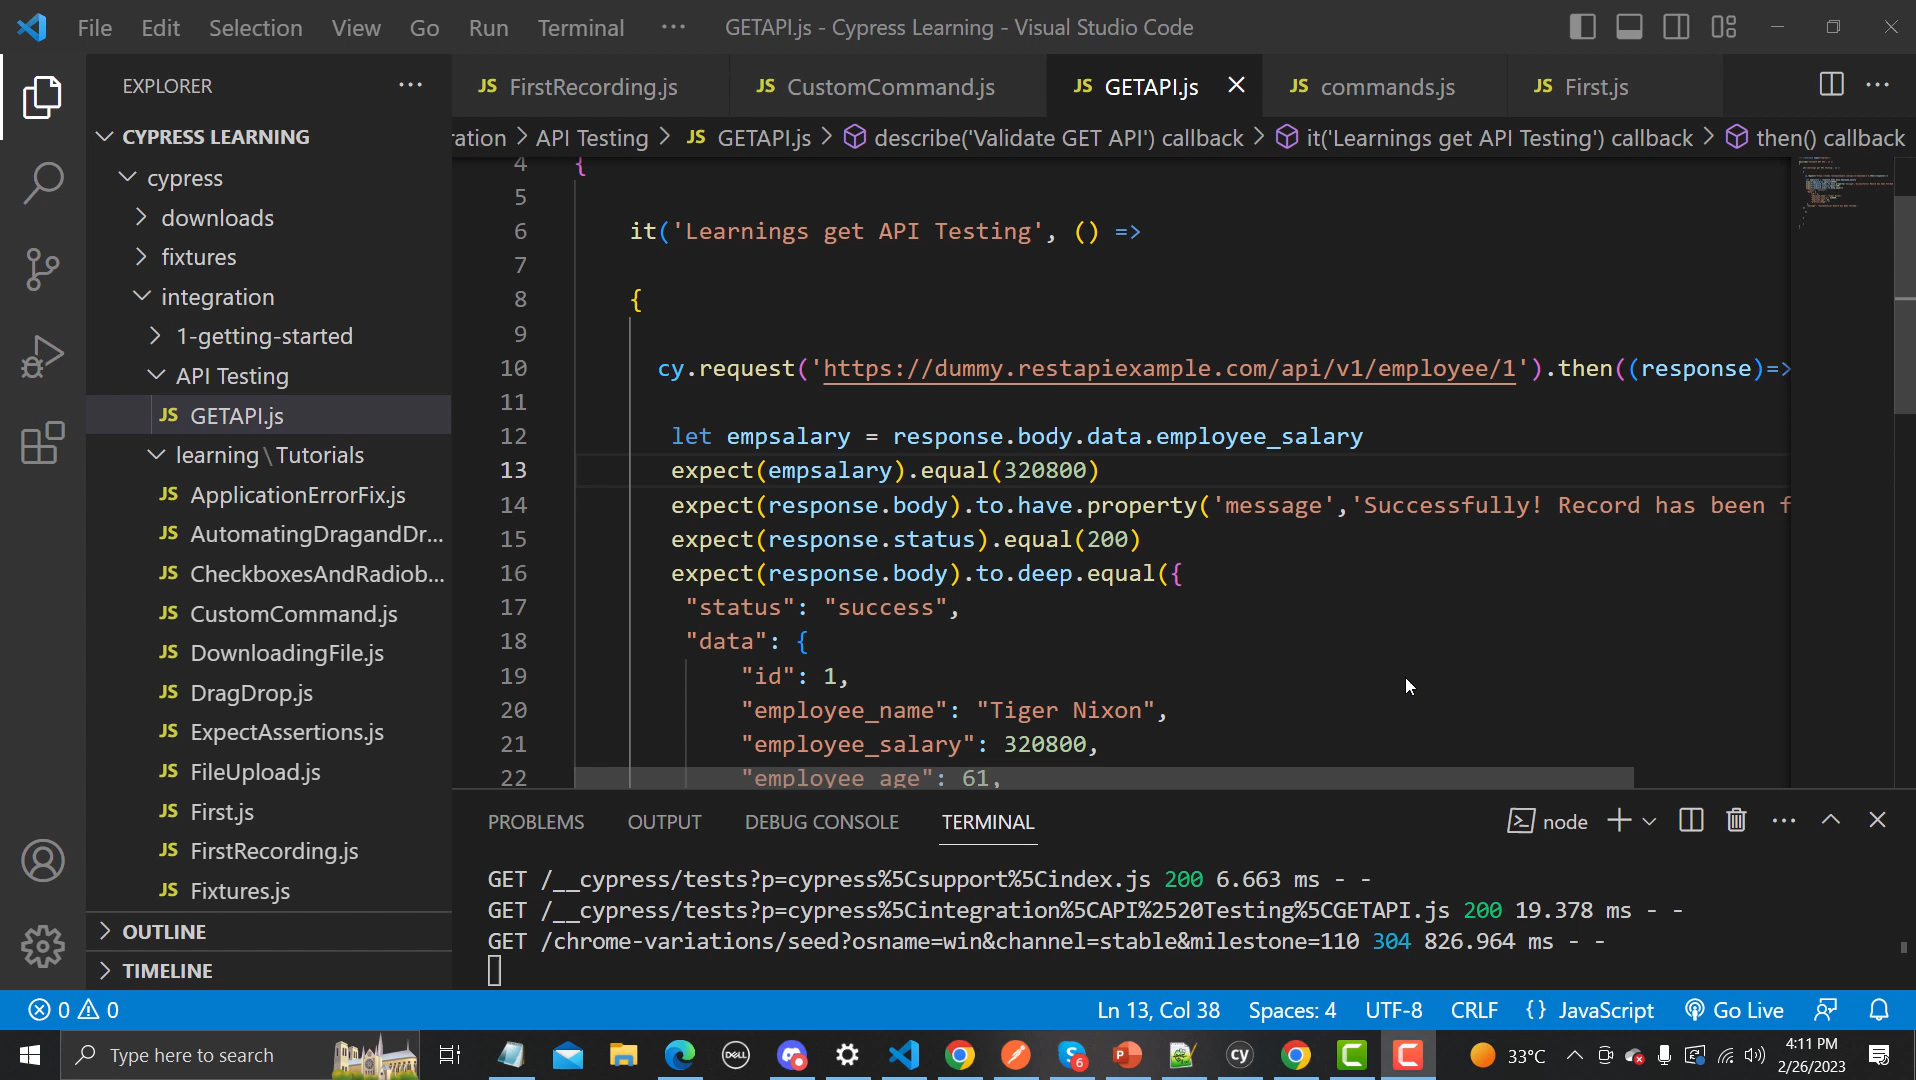 File Edit Selection View Go Run Terminal ··· GETAPI.js - Cypress Learning - Visual Studio Code
EXPLORER ···
JS FirstRecording.js JS CustomCommand.js JS GETAPI.js JS commands.js JS First.js ···
ration > API Testing > JS GETAPI.js > describe('Validate GET API') callback > it('Learnings get API Testing') callback > then() callback
CYPRESS LEARNING
cypress
downloads
fixtures
integration
1-getting-started
API Testing
JS GETAPI.js
learning\Tutorials
JS ApplicationErrorFix.js
JS AutomatingDragandDr...
JS CheckboxesAndRadiob...
JS CustomCommand.js
JS DownloadingFile.js
JS DragDrop.js
JS ExpectAssertions.js
JS FileUpload.js
JS First.js
JS FirstRecording.js
JS Fixtures.js
OUTLINE
TIMELINE
4 {
5
6 it('Learnings get API Testing', () =>
7
8 {
9
10 cy.request('https://dummy.restapiexample.com/api/v1/employee/1').then((response)=>
11
12 let empsalary = response.body.data.employee_salary
13 expect(empsalary).equal(320800)
14 expect(response.body).to.have.property('message','Successfully! Record has been f
15 expect(response.status).equal(200)
16 expect(response.body).to.deep.equal({
17 "status": "success",
18 "data": {
19 "id": 1,
20 "employee_name": "Tiger Nixon",
21 "employee_salary": 320800,
22 "employee_age": 61,
PROBLEMS OUTPUT DEBUG CONSOLE TERMINAL node ···
GET /__cypress/tests?p=cypress%5Csupport%5Cindex.js 200 6.663 ms - -
GET /__cypress/tests?p=cypress%5Cintegration%5CAPI%2520Testing%5CGETAPI.js 200 19.378 ms - -
GET /chrome-variations/seed?osname=win&channel=stable&milestone=110 304 826.964 ms - -
0 0 Ln 13, Col 38 Spaces: 4 UTF-8 CRLF {} JavaScript Go Live
Type here to search DELL 6 cy 33°C 4:11 PM
2/26/2023